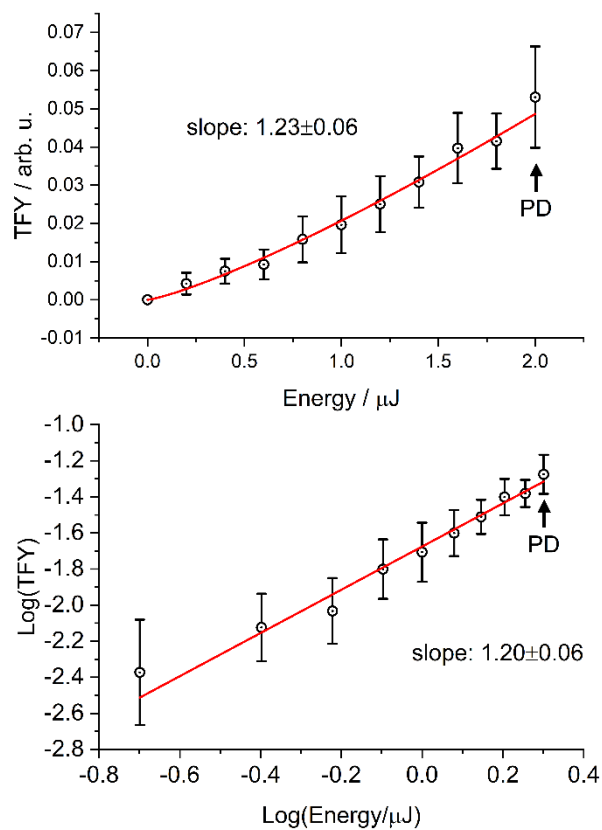 0.07
0.06
0.05
0.04
0.03
0.02
0.01
0.00
-0.01
TFY / arb. u.
slope: 1.23±0.06
PD
0.0 0.5 1.0 1.5 2.0
Energy / μJ
-1.0
-1.2
-1.4
-1.6
-1.8
-2.0
-2.2
-2.4
-2.6
-2.8
Log(TFY)
PD
slope: 1.20±0.06
-0.8 -0.6 -0.4 -0.2 0.0 0.2 0.4
Log(Energy/μJ)